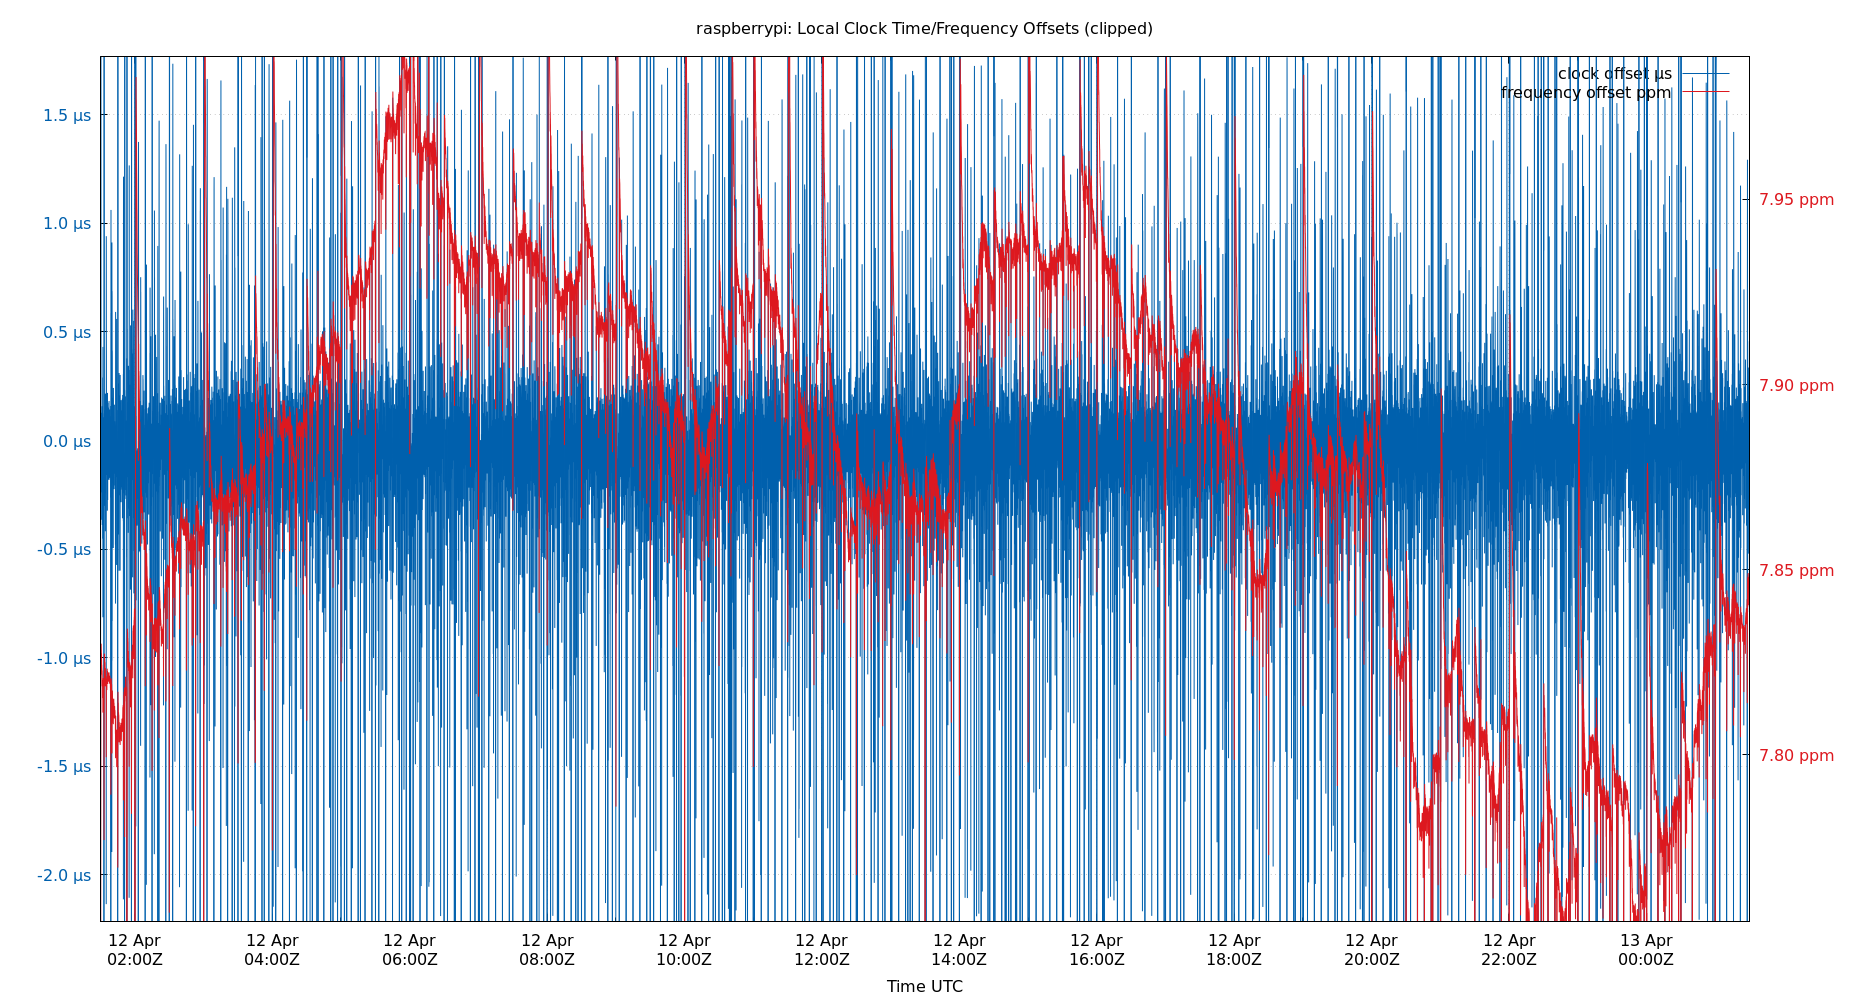 raspberrypi: Local Clock Time/Frequency Offsets (clipped)
clock offset µs
frequency offset ppm
1.5 µs
1.0 µs
0.5 µs
0.0 µs
-0.5 µs
-1.0 µs
-1.5 µs
-2.0 µs
7.95 ppm
7.90 ppm
7.85 ppm
7.80 ppm
12 Apr 12 Apr 12 Apr 12 Apr 12 Apr 12 Apr 12 Apr 12 Apr 12 Apr 12 Apr 12 Apr 13 Apr
02:00Z 04:00Z 06:00Z 08:00Z 10:00Z 12:00Z 14:00Z 16:00Z 18:00Z 20:00Z 22:00Z 00:00Z
Time UTC